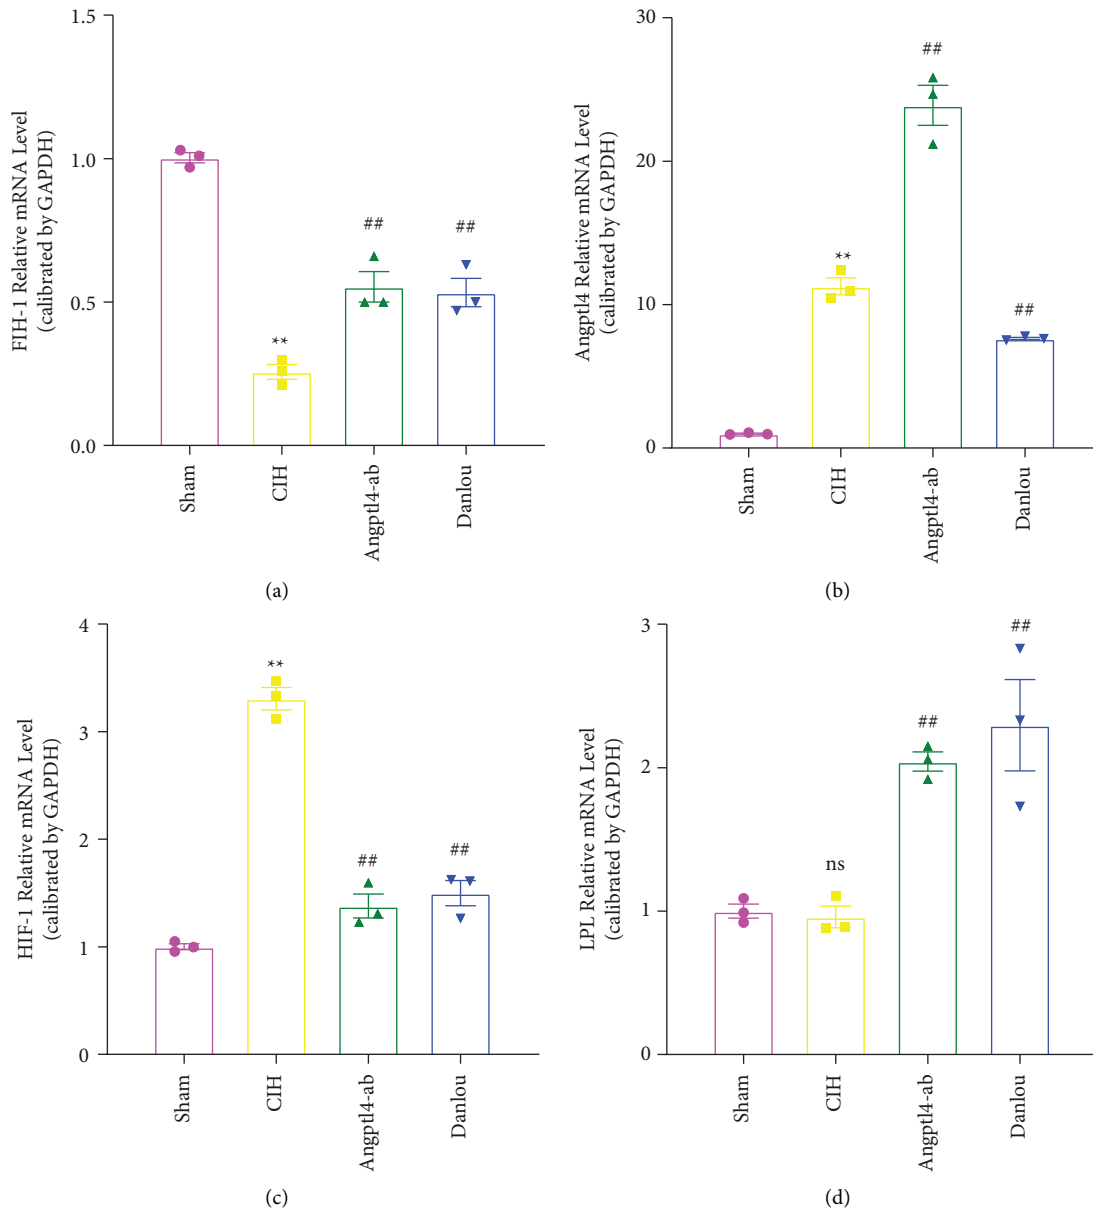 FIH-1 Relative mRNA Level
(calibrated by GAPDH)
1.5
1.0
0.5
0.0
**
##
##
Sham
CIH
Angptl4-ab
Danlou
(a)
Angptl4 Relative mRNA Level
(calibrated by GAPDH)
30
20
10
0
**
##
##
Sham
CIH
Angptl4-ab
Danlou
(b)
HIF-1 Relative mRNA Level
(calibrated by GAPDH)
4
3
2
1
0
**
##
##
Sham
CIH
Angptl4-ab
Danlou
(c)
LPL Relative mRNA Level
(calibrated by GAPDH)
3
2
1
0
ns
##
##
Sham
CIH
Angptl4-ab
Danlou
(d)